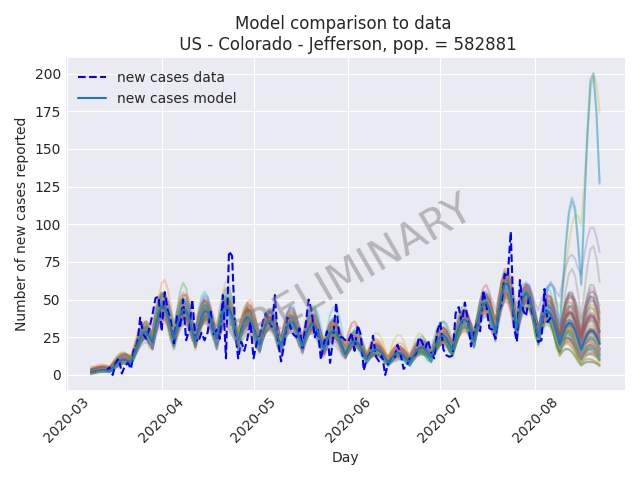 Model comparison to data
US - Colorado - Jefferson, pop. = 582881
new cases data
new cases model
Number of new cases reported
200
175
150
125
100
75
50
25
0
PRELIMINARY
2020-03
2020-04
2020-05
2020-06
2020-07
2020-08
Day